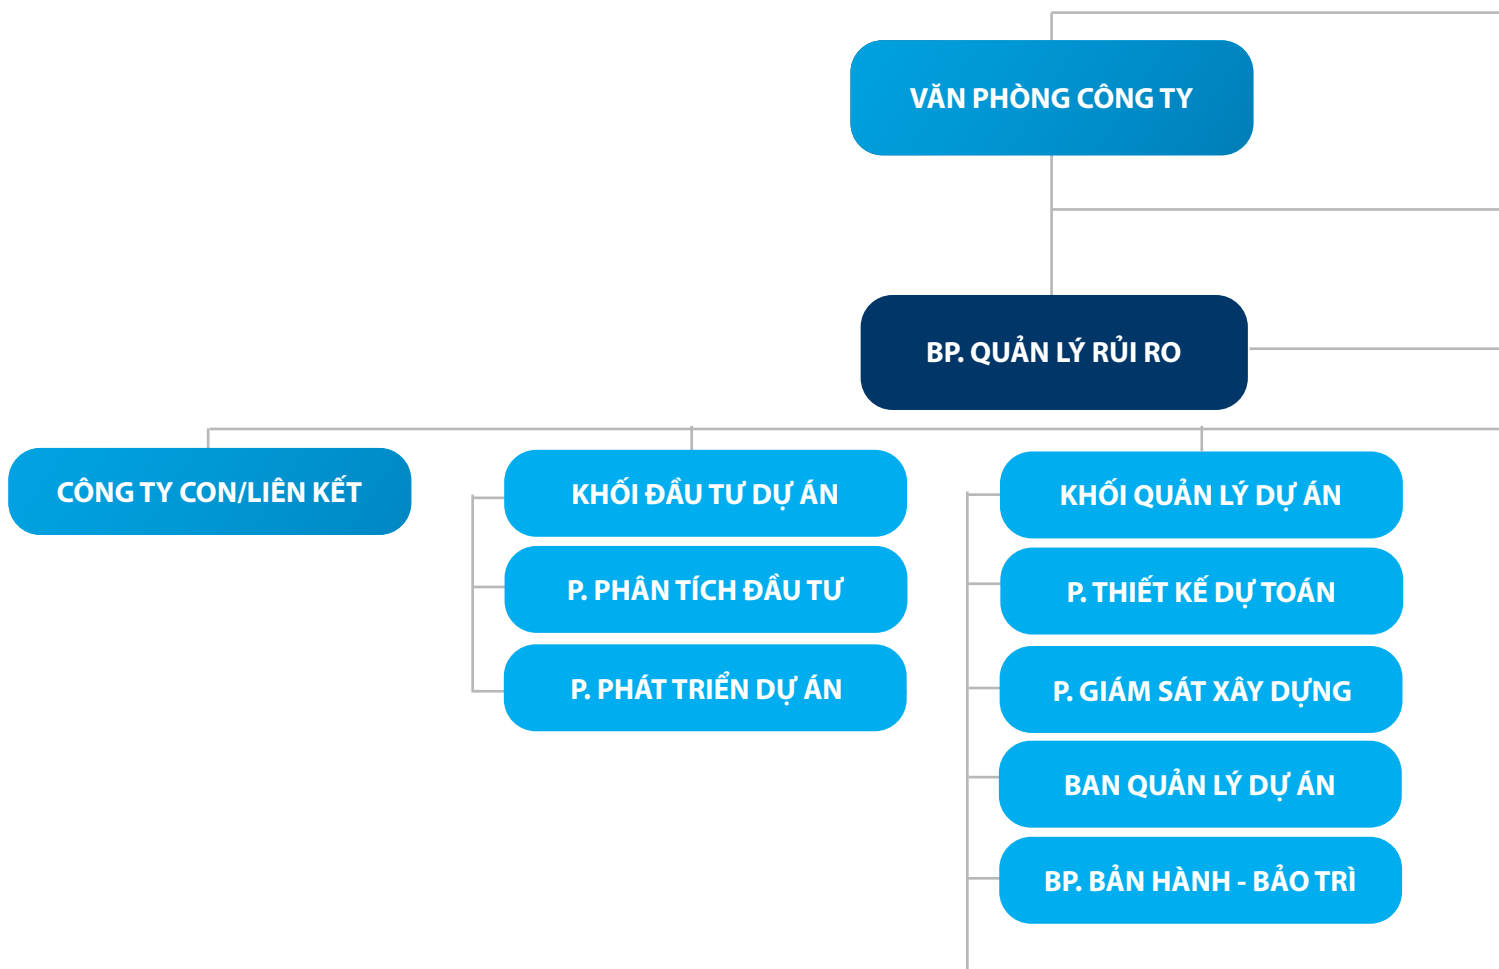 VĂN PHÒNG CÔNG TY
BP. QUẢN LÝ RỦI RO
CÔNG TY CON/LIÊN KẾT
KHỐI ĐẦU TƯ DỰ ÁN
P. PHÂN TÍCH ĐẦU TƯ
P. PHÁT TRIỂN DỰ ÁN
KHỐI QUẢN LÝ DỰ ÁN
P. THIẾT KẾ DỰ TOÁN
P. GIÁM SÁT XÂY DỰNG
BAN QUẢN LÝ DỰ ÁN
BP. BẢN HÀNH - BẢO TRÌ